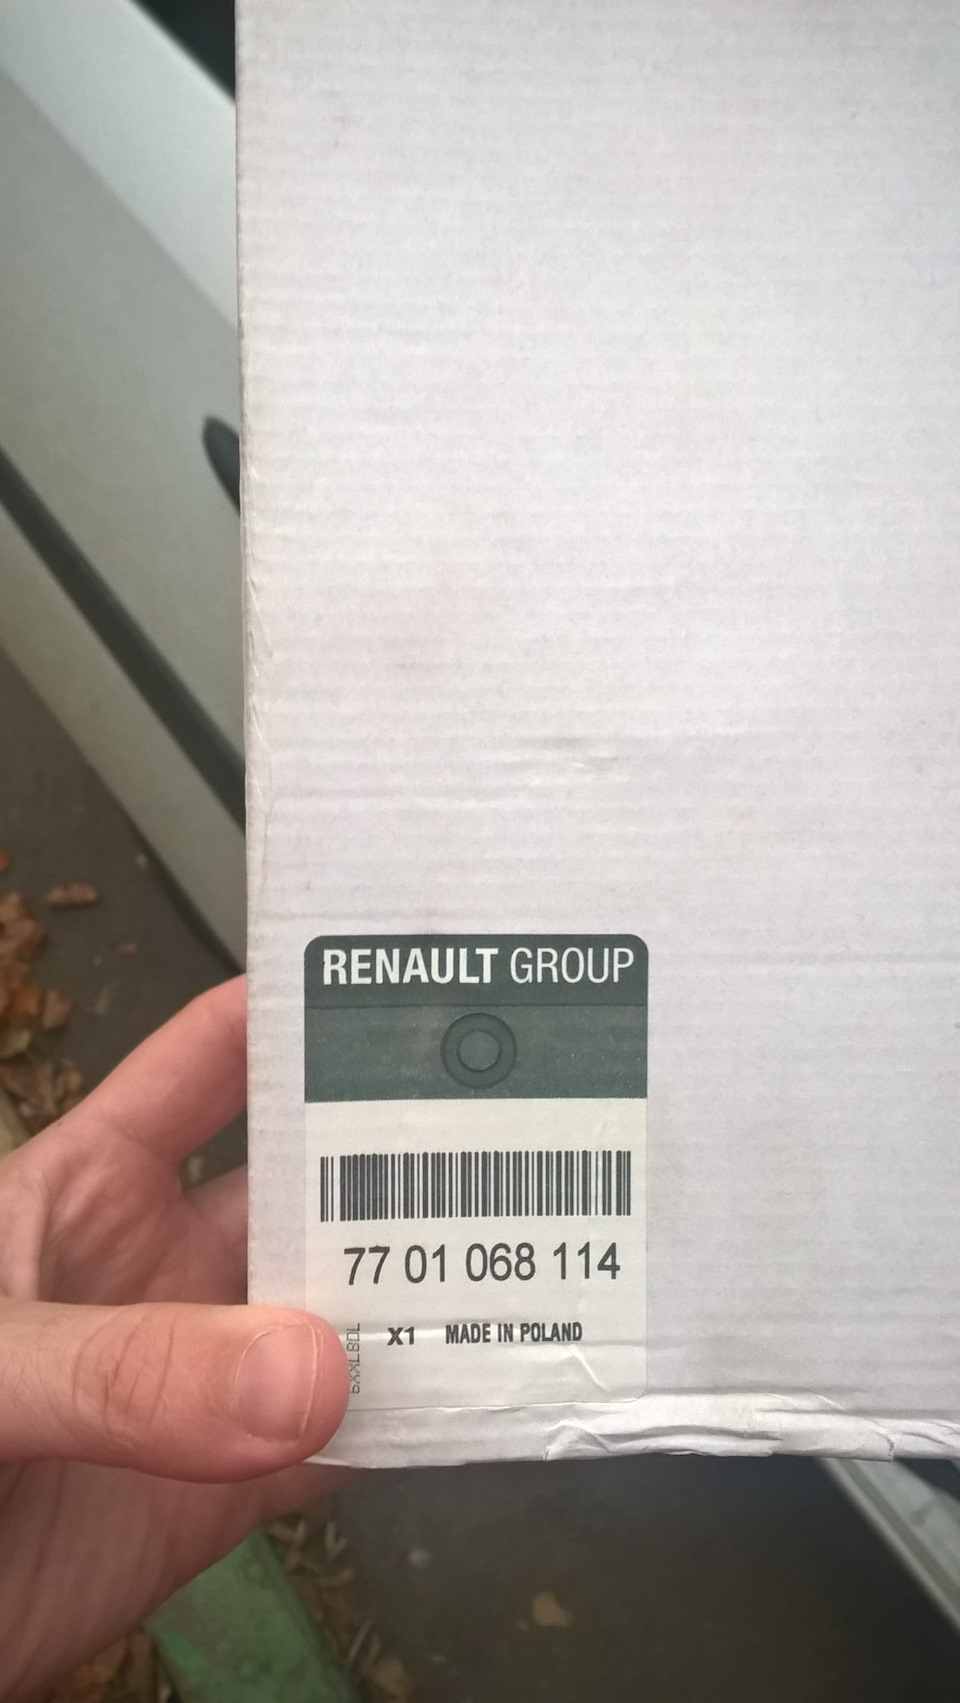 RENAULT GROUP
77 01 068 114
X1 MADE IN POLAND